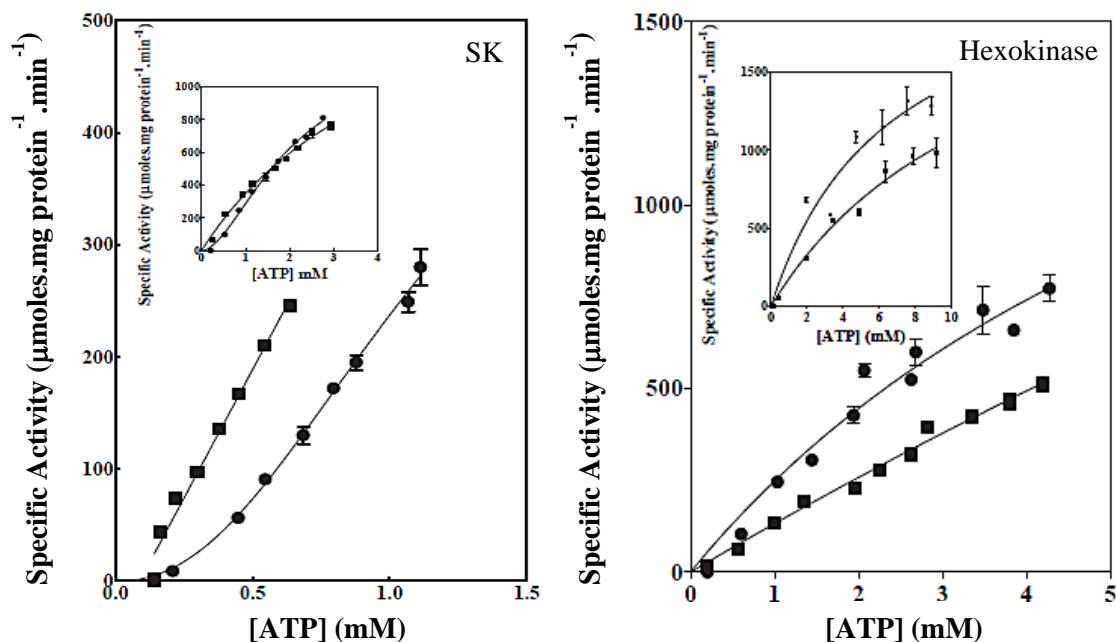 Specific Activity (µmoles.mg protein⁻¹.min⁻¹)
500
400
300
200
100
0
SK
Specific Activity (µmoles.mg protein⁻¹.min⁻¹)
1000
800
600
400
200
0
0 1 2 3 4
[ATP] mM
0.0 0.5 1.0 1.5
[ATP] (mM)
Specific Activity (µmoles.mg protein⁻¹.min⁻¹)
1500
1000
500
0
Hexokinase
Specific Activity (µmoles.mg protein⁻¹.min⁻¹)
1500
1000
500
0
0 2 4 6 8 10
[ATP] (mM)
0 1 2 3 4 5
[ATP] (mM)